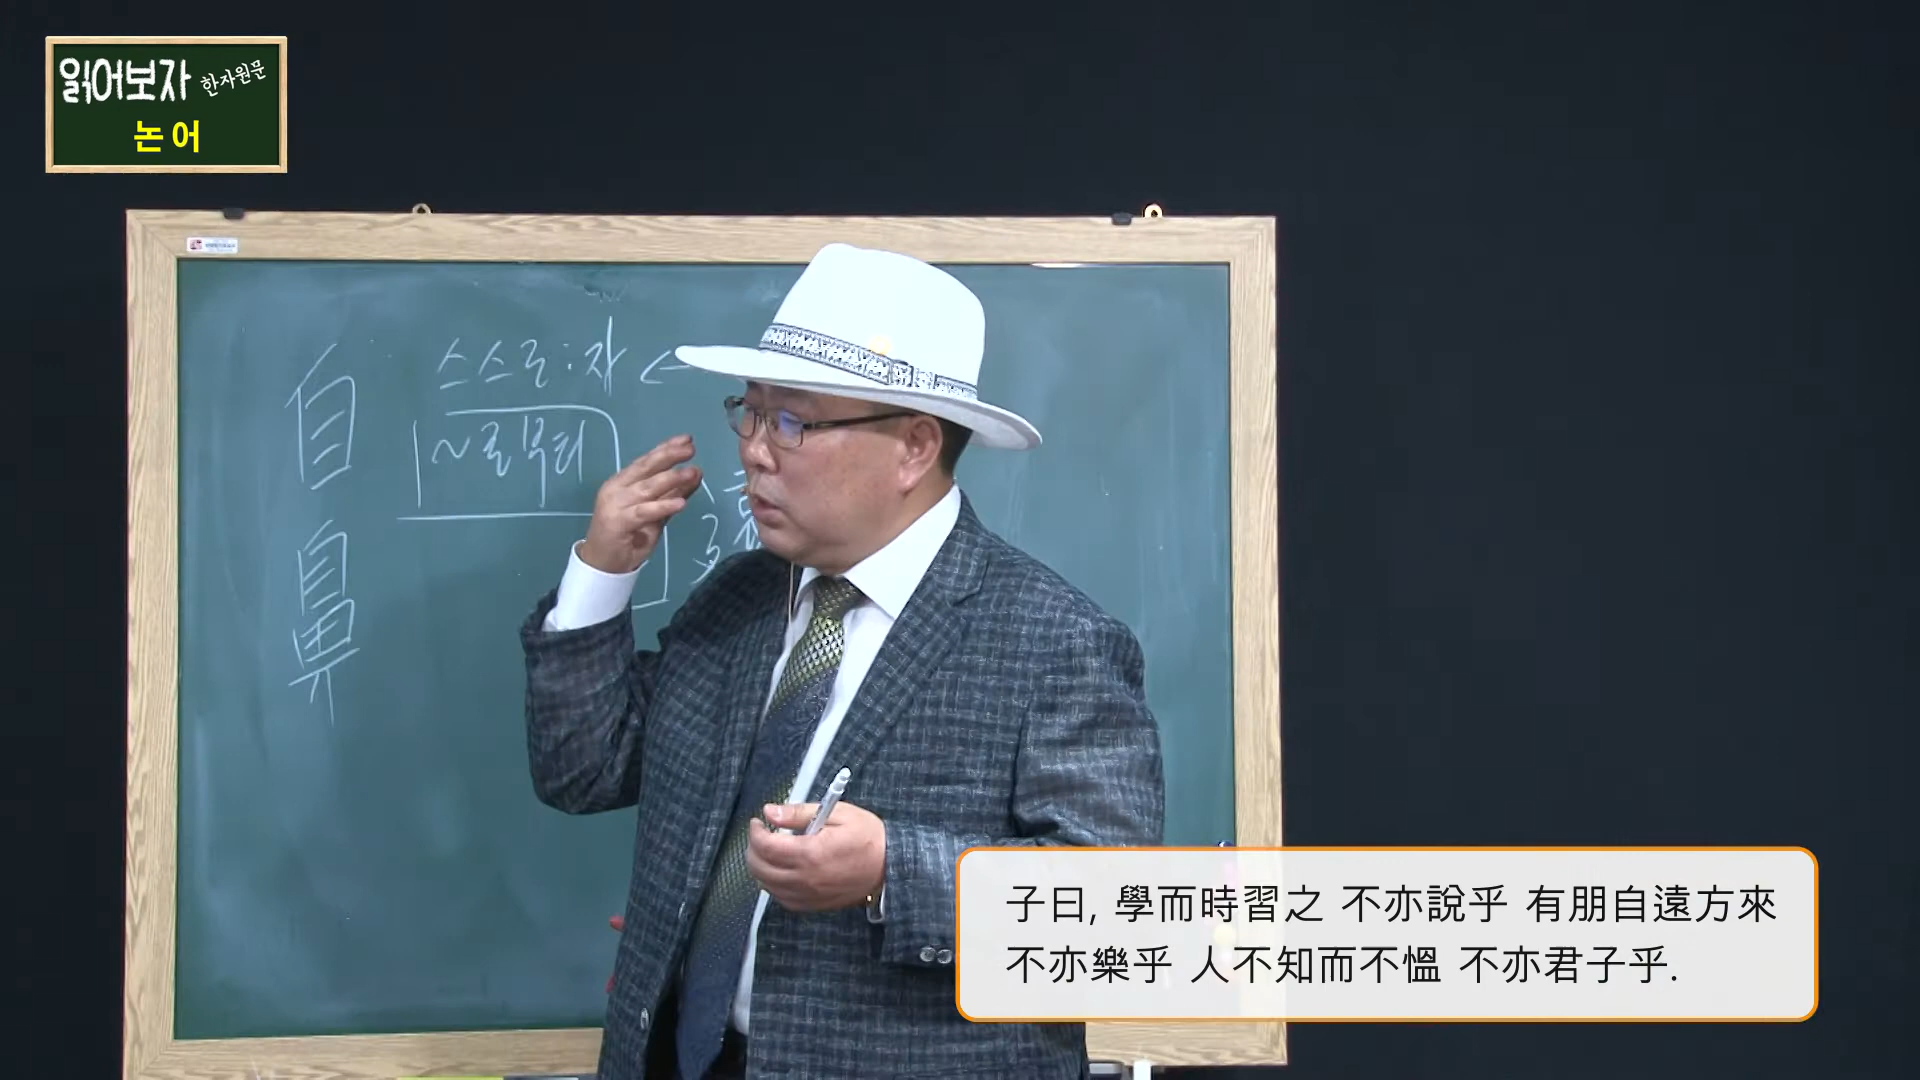 읽어보자 한자원문
논어
自 스스로:자 ←
~로부터
鼻
子曰, 學而時習之 不亦說乎 有朋自遠方來
不亦樂乎 人不知而不慍 不亦君子乎.